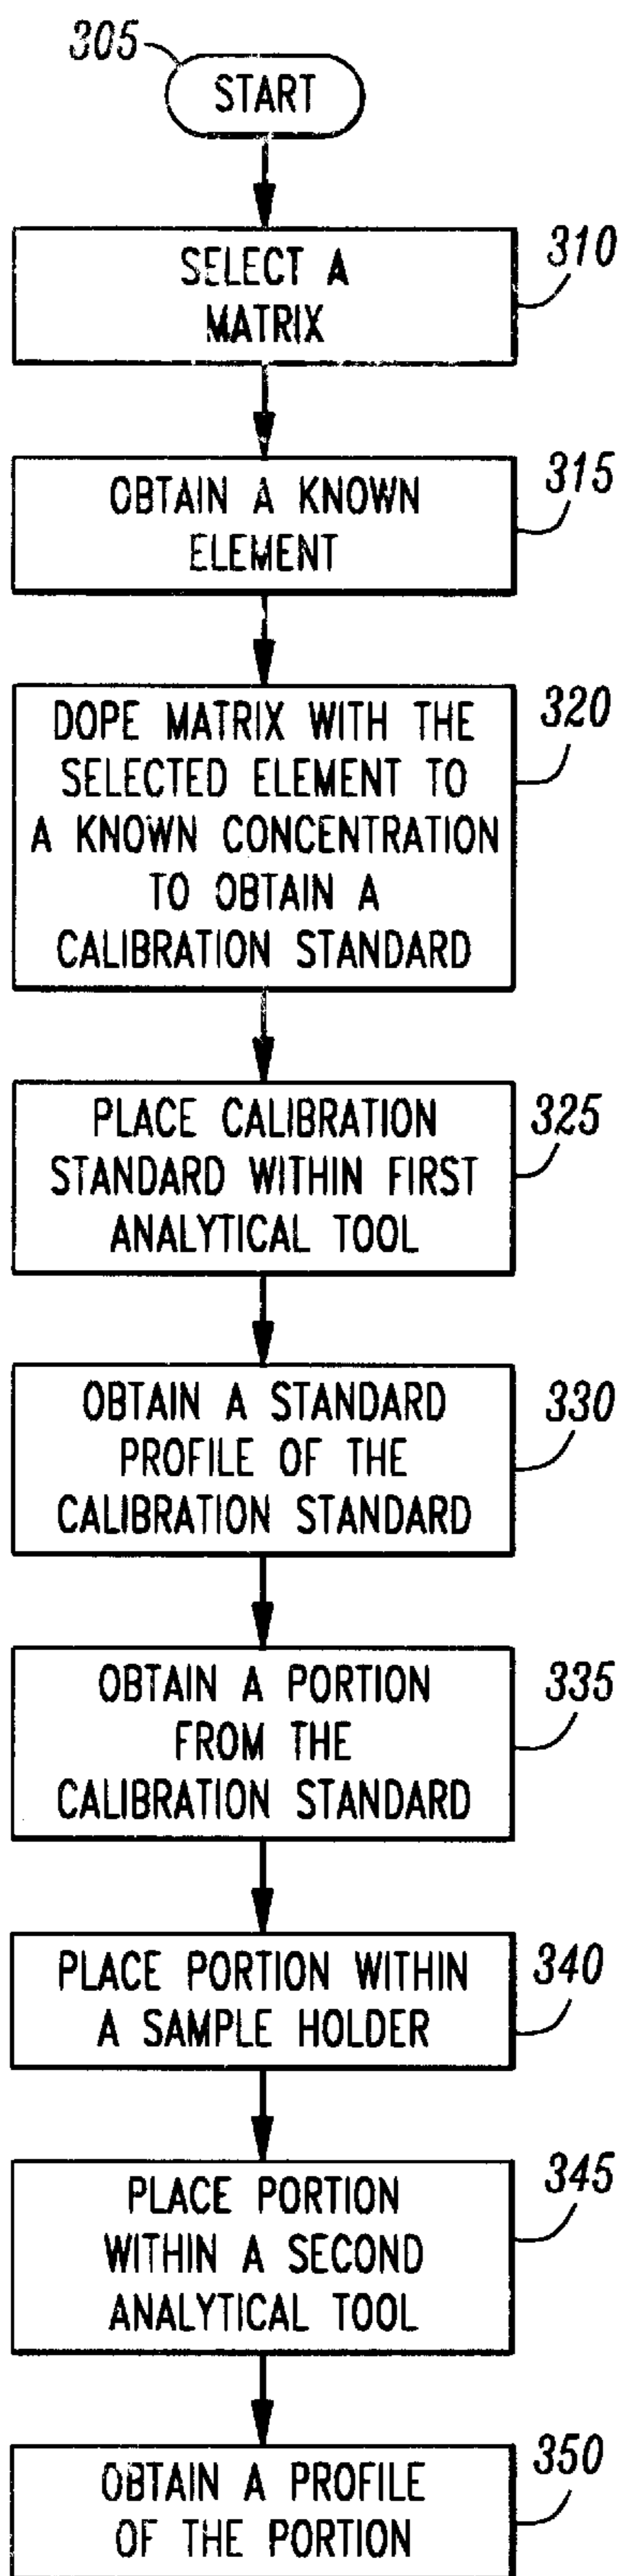 305
START
SELECT A
MATRIX
310
OBTAIN A KNOWN
ELEMENT
315
DOPE MATRIX WITH THE
SELECTED ELEMENT TO
A KNOWN CONCENTRATION
TO OBTAIN A
CALIBRATION STANDARD
320
PLACE CALIBRATION
STANDARD WITHIN FIRST
ANALYTICAL TOOL
325
OBTAIN A STANDARD
PROFILE OF THE
CALIBRATION STANDARD
330
OBTAIN A PORTION
FROM THE
CALIBRATION STANDARD
335
PLACE PORTION WITHIN
A SAMPLE HOLDER
340
PLACE PORTION
WITHIN A SECOND
ANALYTICAL TOOL
345
OBTAIN A PROFILE
OF THE PORTION
350